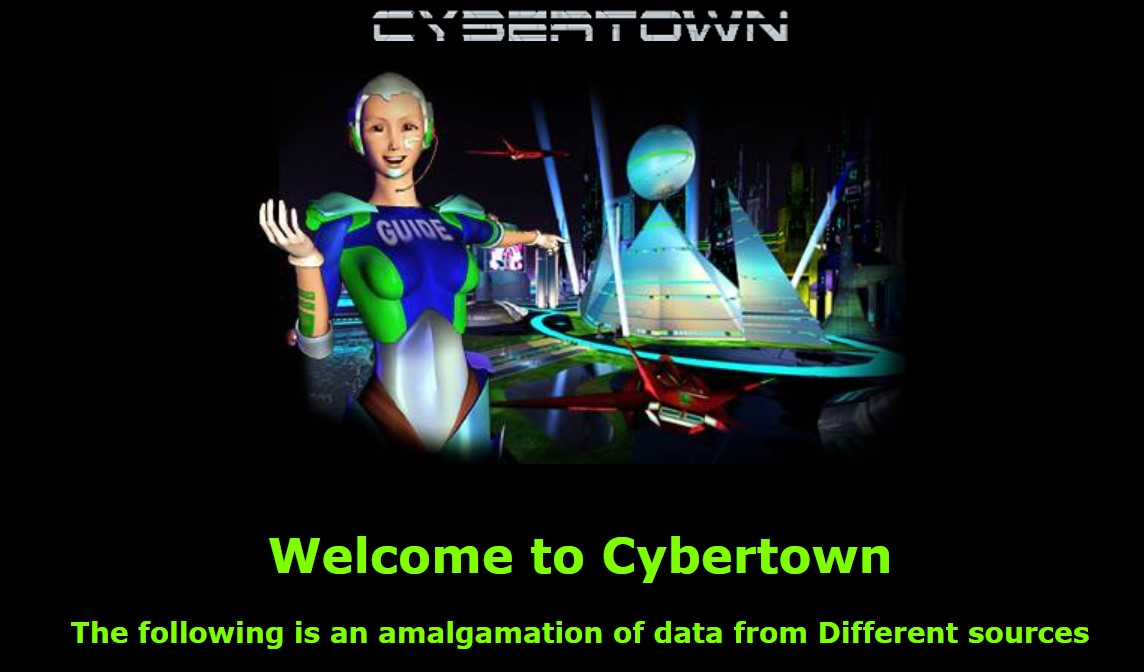 CYBERTOWN
GUIDE
Welcome to Cybertown
The following is an amalgamation of data from Different sources